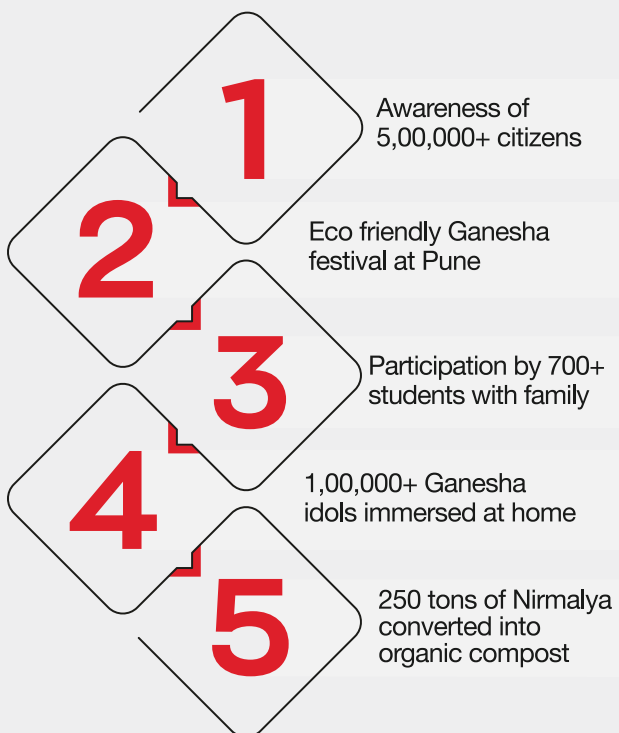 1
Awareness of
5,00,000+ citizens
2
Eco friendly Ganesha
festival at Pune
3
Participation by 700+
students with family
4
1,00,000+ Ganesha
idols immersed at home
5
250 tons of Nirmalya
converted into
organic compost